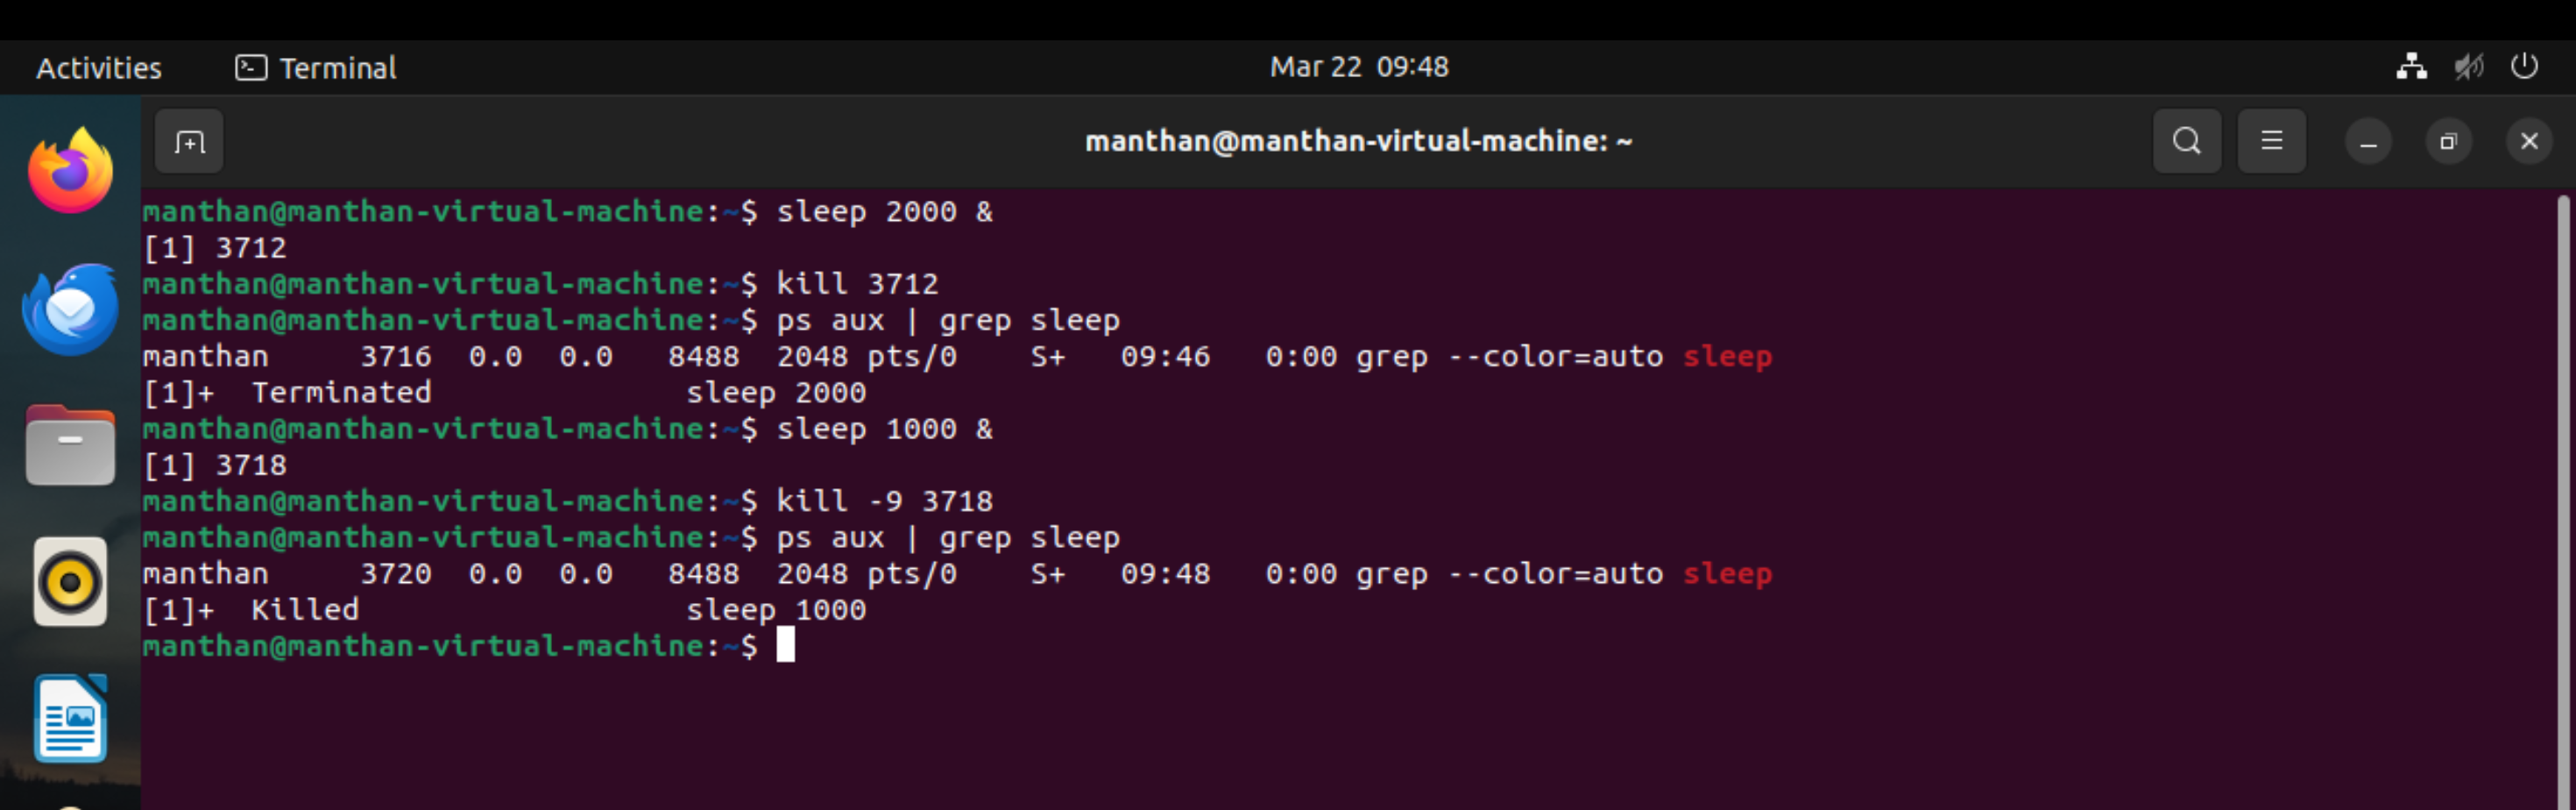 Activities Terminal Mar 22 09:48
manthan@manthan-virtual-machine: ~
manthan@manthan-virtual-machine:~$ sleep 2000 &
[1] 3712
manthan@manthan-virtual-machine:~$ kill 3712
manthan@manthan-virtual-machine:~$ ps aux | grep sleep
manthan     3716  0.0  0.0   8488  2048 pts/0    S+   09:46   0:00 grep --color=auto sleep
[1]+  Terminated              sleep 2000
manthan@manthan-virtual-machine:~$ sleep 1000 &
[1] 3718
manthan@manthan-virtual-machine:~$ kill -9 3718
manthan@manthan-virtual-machine:~$ ps aux | grep sleep
manthan     3720  0.0  0.0   8488  2048 pts/0    S+   09:48   0:00 grep --color=auto sleep
[1]+  Killed                  sleep 1000
manthan@manthan-virtual-machine:~$